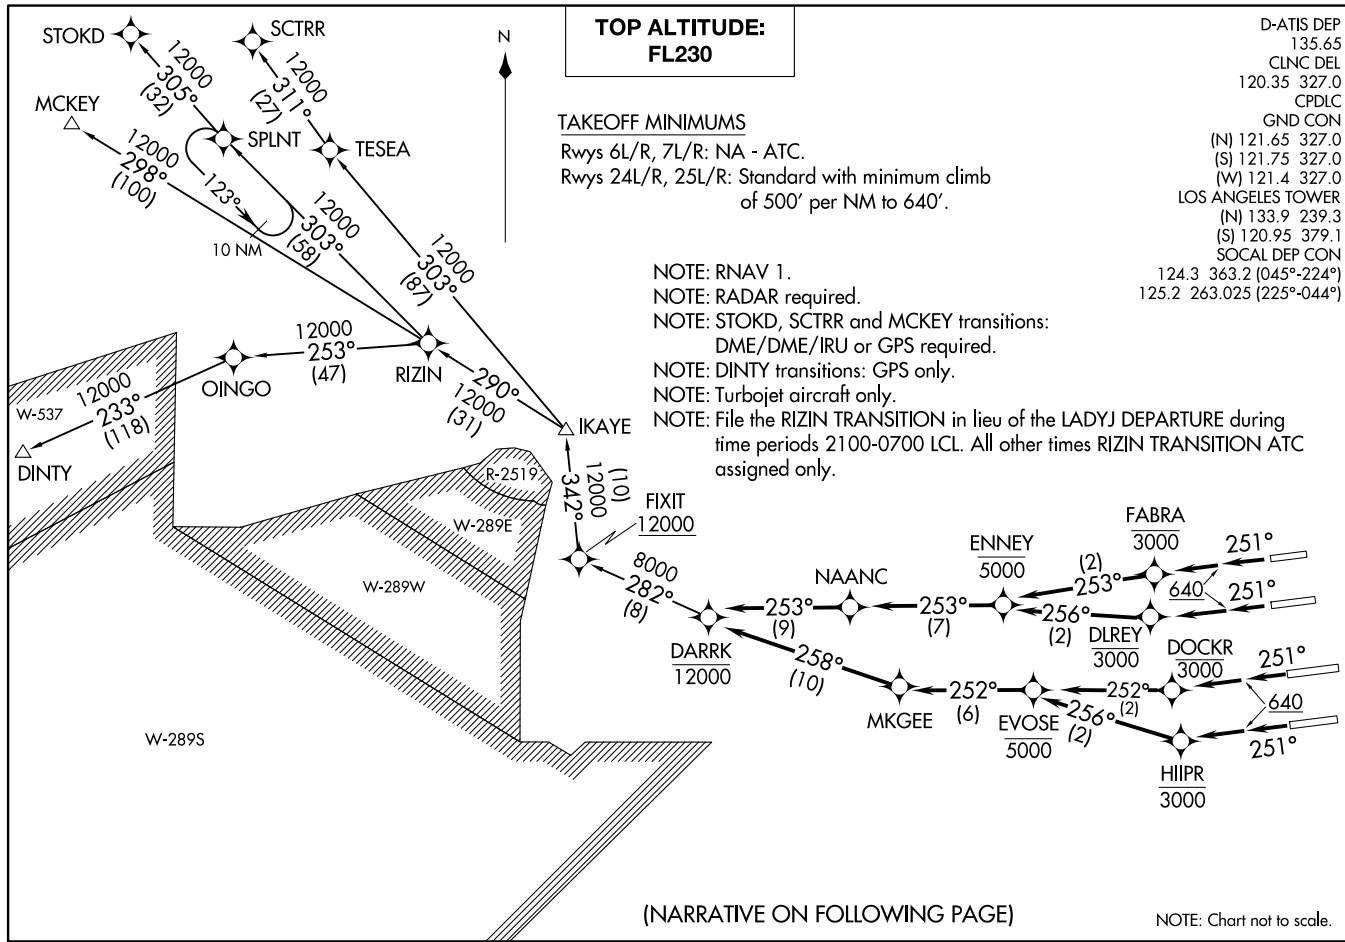 TOP ALTITUDE:
FL230
D-ATIS DEP
135.65
CLNC DEL
120.35 327.0
CPDLC
GND CON
(N) 121.65 327.0
(S) 121.75 327.0
(W) 121.4 327.0
LOS ANGELES TOWER
(N) 133.9 239.3
(S) 120.95 379.1
SOCAL DEP CON
124.3 363.2 (045°-224°)
125.2 263.025 (225°-044°)
N
TAKEOFF MINIMUMS
Rwys 6L/R, 7L/R: NA - ATC.
Rwys 24L/R, 25L/R: Standard with minimum climb
of 500' per NM to 640'.
NOTE: RNAV 1.
NOTE: RADAR required.
NOTE: STOKD, SCTRR and MCKEY transitions:
DME/DME/IRU or GPS required.
NOTE: DINTY transitions: GPS only.
NOTE: Turbojet aircraft only.
NOTE: File the RIZIN TRANSITION in lieu of the LADYJ DEPARTURE during
time periods 2100-0700 LCL. All other times RIZIN TRANSITION ATC
assigned only.
STOKD
SCTRR
12000
305°
(32)
12000
311°
(27)
MCKEY
SPLNT
TESEA
12000
298°
(100)
123°
10 NM
12000
303°
(58)
12000
303°
(87)
12000
253°
(47)
OINGO
RIZIN
290°
12000
(31)
IKAYE
W-537
12000
233°
(118)
DINTY
R-2519
W-289E
W-289W
W-289S
(10)
12000
342°
FIXIT
12000
8000
282°
(8)
DARRK
12000
253°
(9)
NAANC
253°
(7)
ENNEY
5000
(2)
253°
FABRA
3000
251°
640
256°
(2)
DLREY
3000
251°
258°
(10)
MKGEE
252°
(6)
EVOSE
5000
252°
(2)
DOCKR
3000
251°
640
256°
(2)
HIIPR
3000
251°
(NARRATIVE ON FOLLOWING PAGE)
NOTE: Chart not to scale.